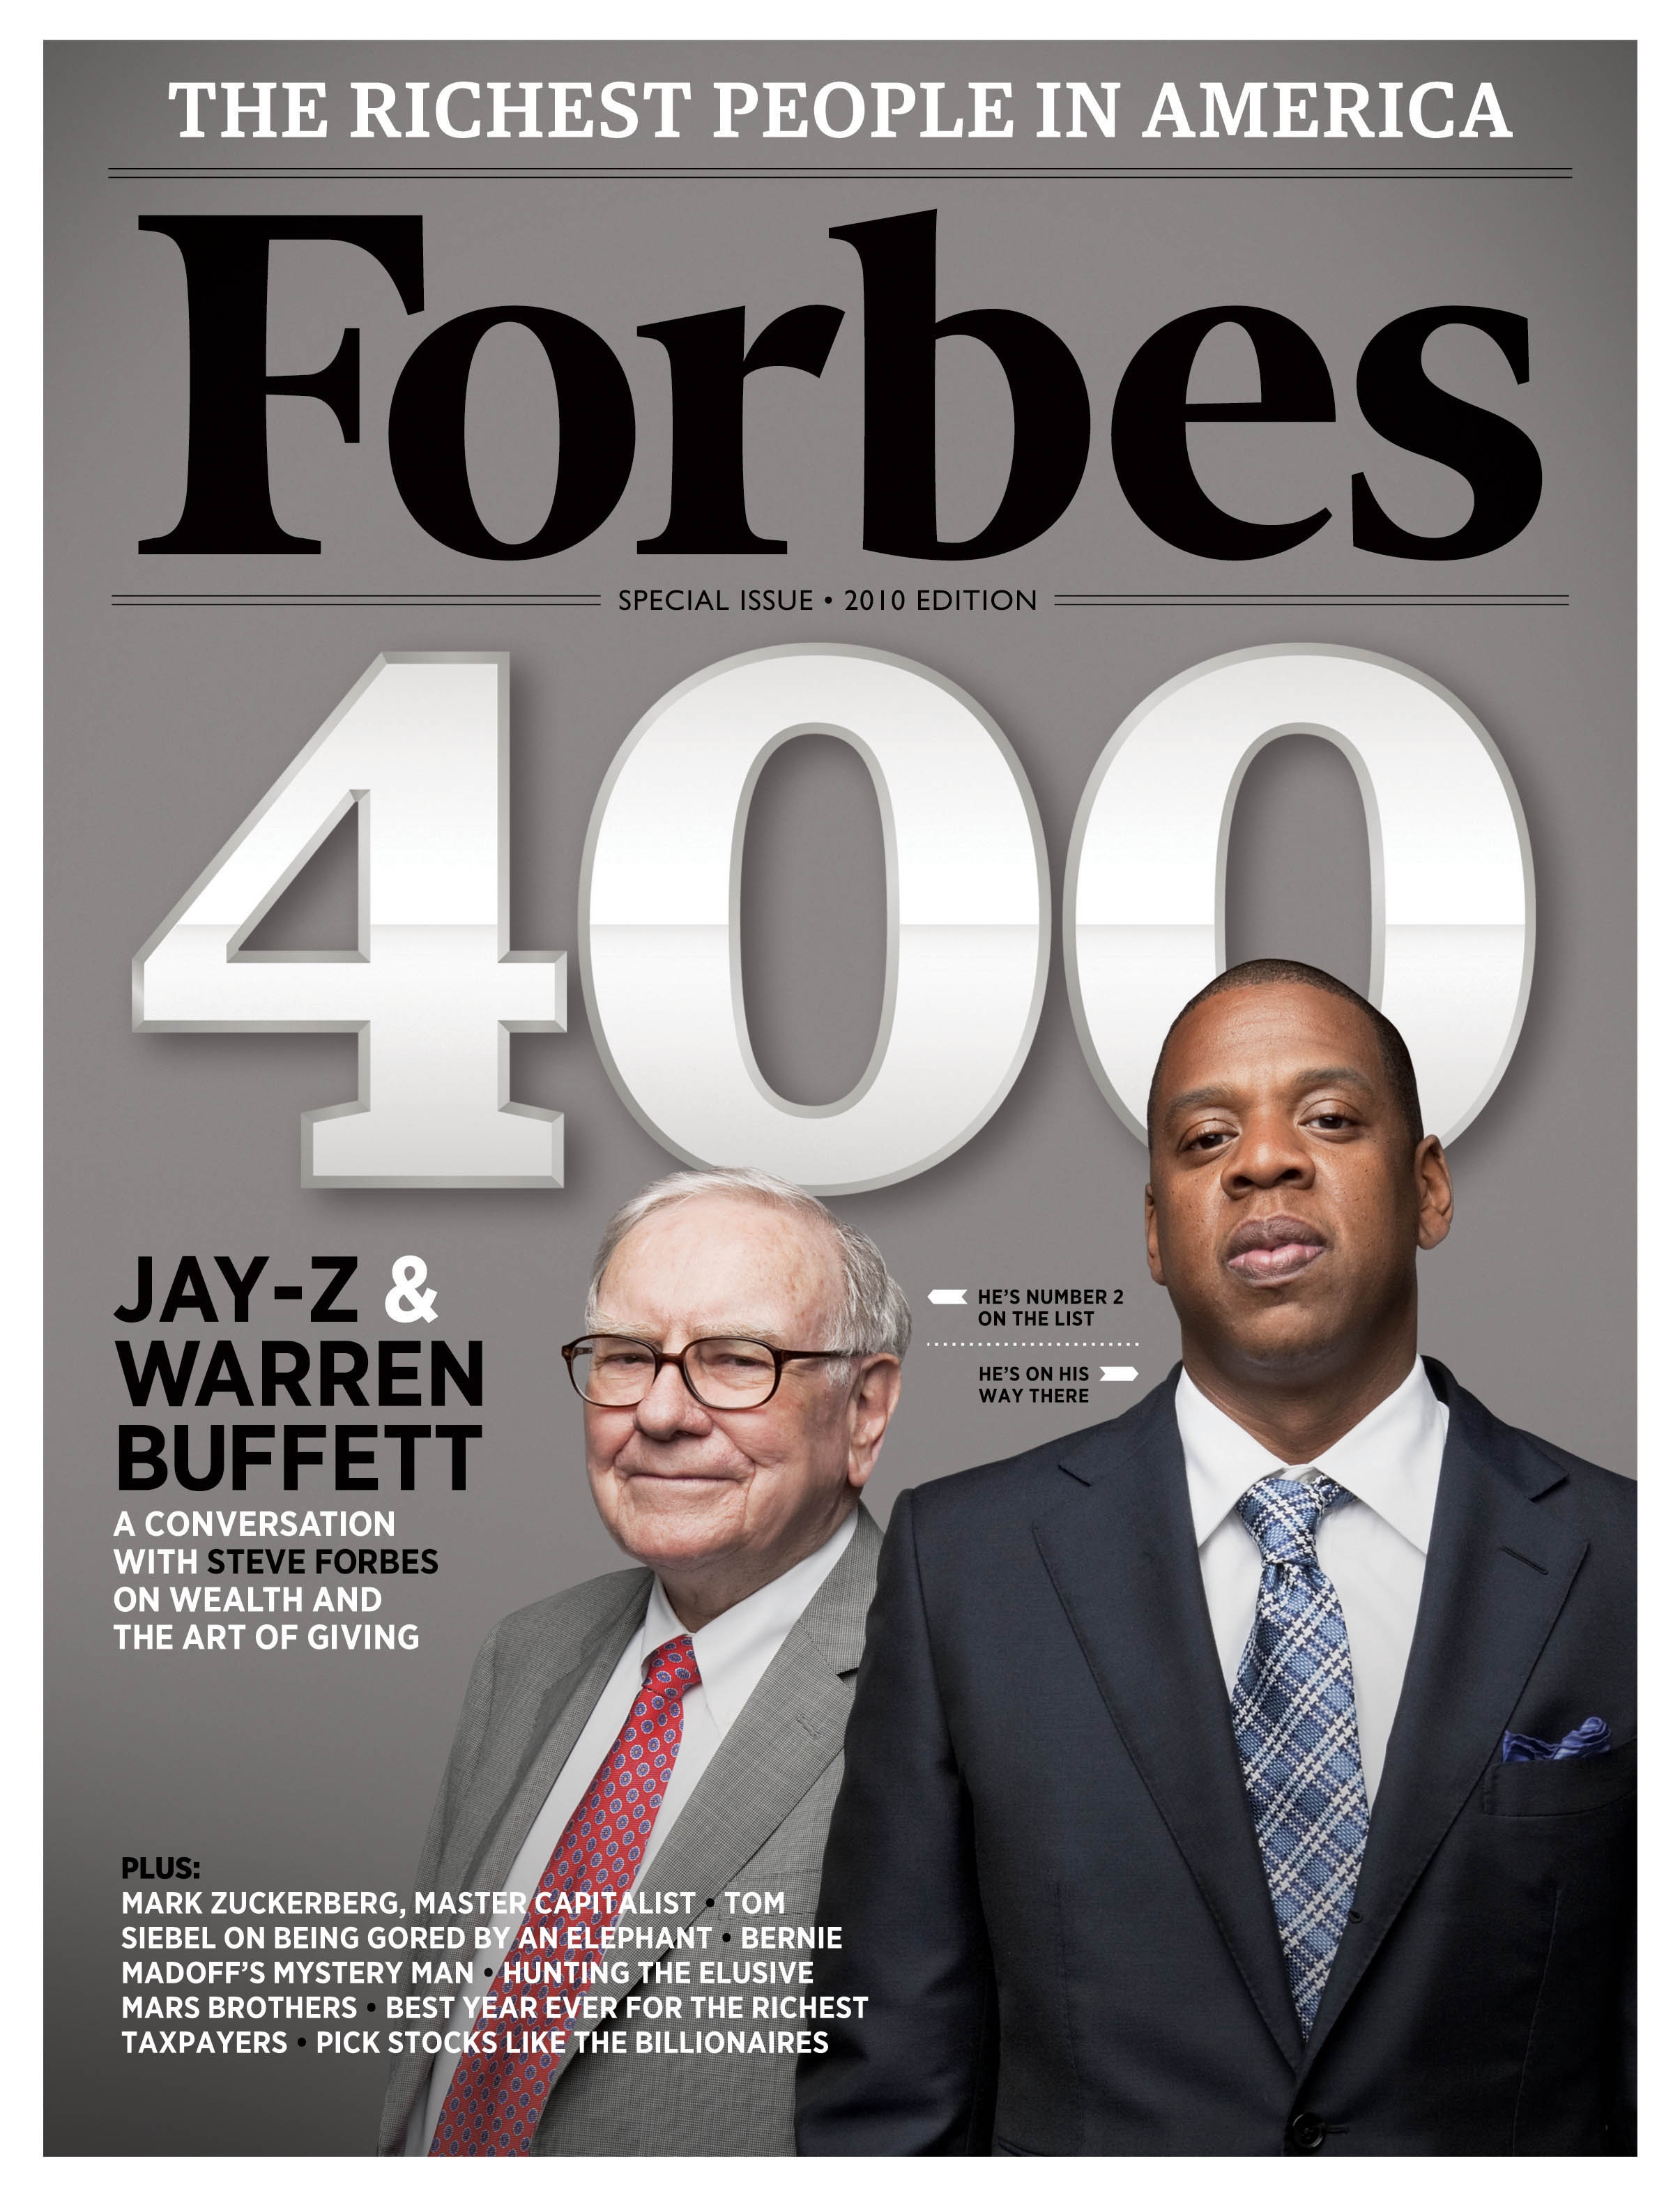 THE RICHEST PEOPLE IN AMERICA
Forbes
SPECIAL ISSUE • 2010 EDITION
400
JAY-Z &
WARREN
BUFFETT
A CONVERSATION
WITH STEVE FORBES
ON WEALTH AND
THE ART OF GIVING
HE’S NUMBER 2
ON THE LIST
HE’S ON HIS
WAY THERE
PLUS:
MARK ZUCKERBERG, MASTER CAPITALIST • TOM
SIEBEL ON BEING GORED BY AN ELEPHANT • BERNIE
MADOFF’S MYSTERY MAN • HUNTING THE ELUSIVE
MARS BROTHERS • BEST YEAR EVER FOR THE RICHEST
TAXPAYERS • PICK STOCKS LIKE THE BILLIONAIRES